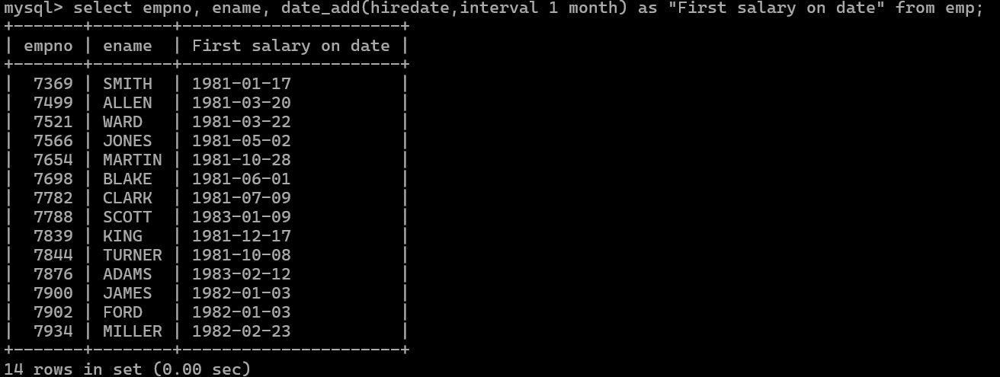 mysql> select empno, ename, date_add(hiredate,interval 1 month) as "First salary on date" from emp;
+-------+--------+----------------------+
| empno | ename  | First salary on date |
+-------+--------+----------------------+
|  7369 | SMITH  | 1981-01-17           |
|  7499 | ALLEN  | 1981-03-20           |
|  7521 | WARD   | 1981-03-22           |
|  7566 | JONES  | 1981-05-02           |
|  7654 | MARTIN | 1981-10-28           |
|  7698 | BLAKE  | 1981-06-01           |
|  7782 | CLARK  | 1981-07-09           |
|  7788 | SCOTT  | 1983-01-09           |
|  7839 | KING   | 1981-12-17           |
|  7844 | TURNER | 1981-10-08           |
|  7876 | ADAMS  | 1983-02-12           |
|  7900 | JAMES  | 1982-01-03           |
|  7902 | FORD   | 1982-01-03           |
|  7934 | MILLER | 1982-02-23           |
+-------+--------+----------------------+
14 rows in set (0.00 sec)